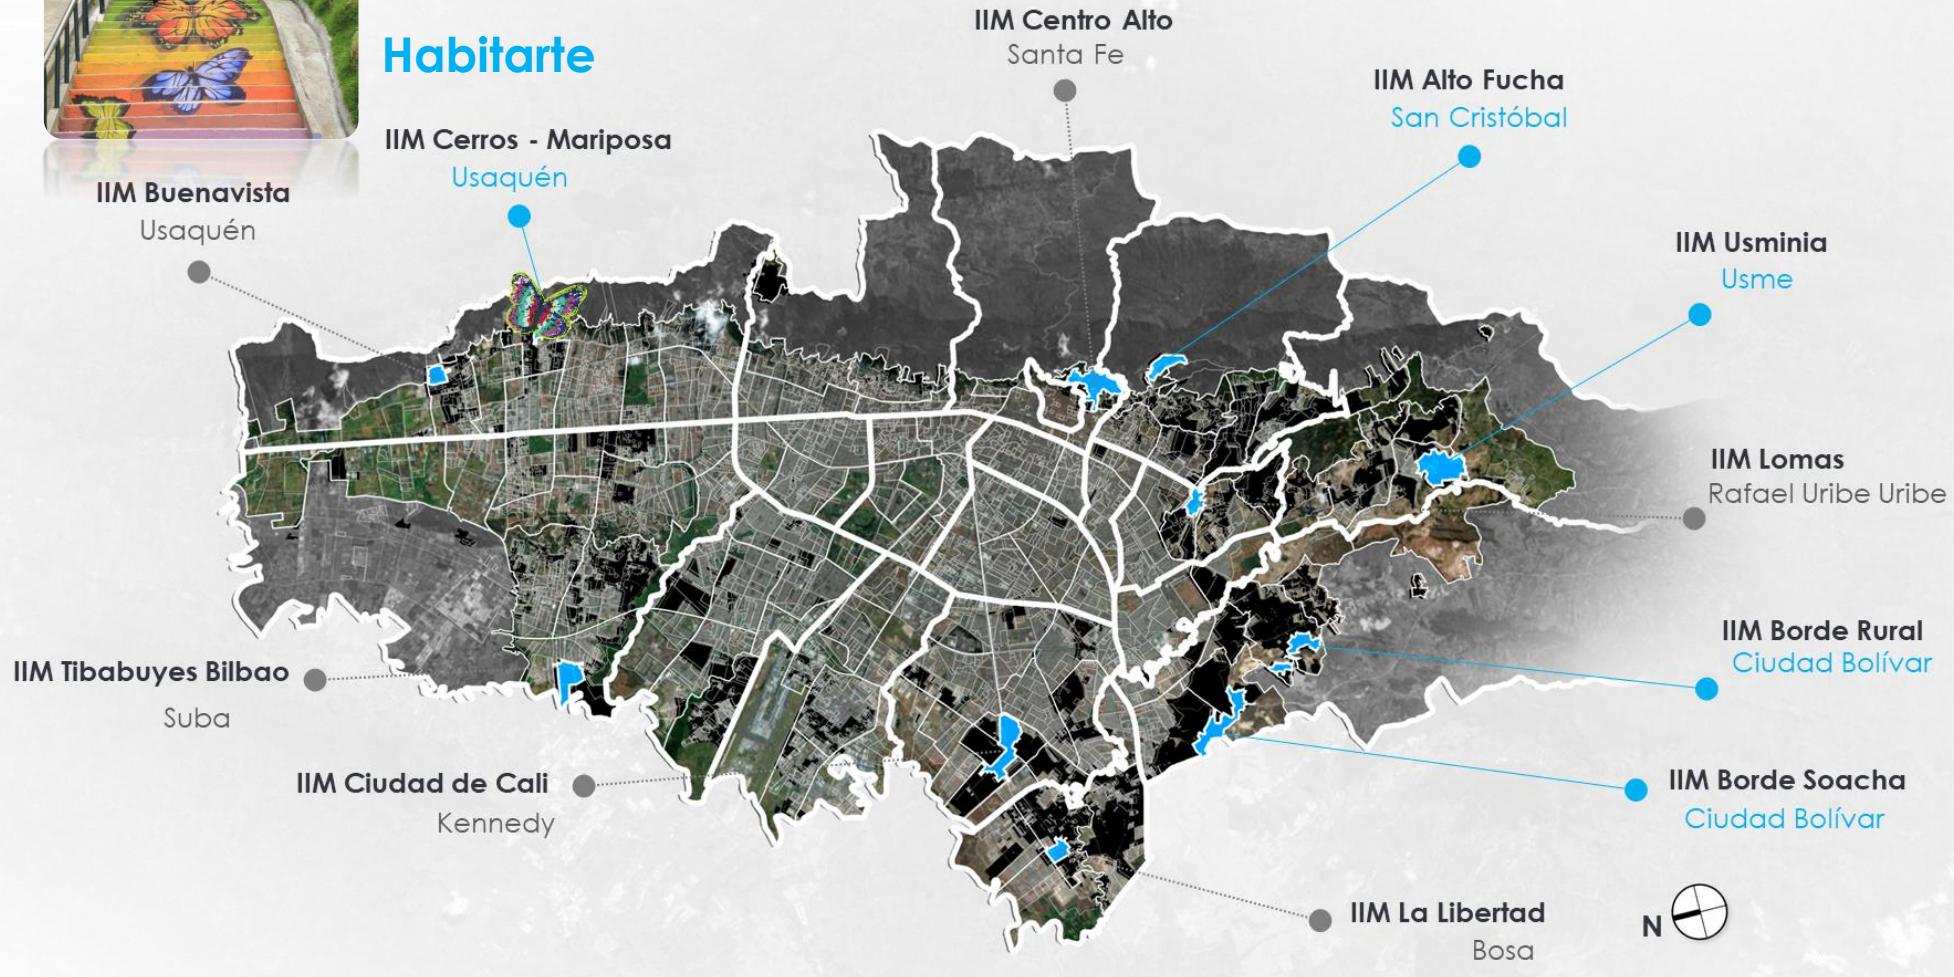 Habitarte
IIM Centro Alto
Santa Fe
IIM Alto Fucha
San Cristóbal
IIM Cerros - Mariposa
Usaquén
IIM Buenavista
Usaquén
IIM Usminia
Usme
IIM Lomas
Rafael Uribe Uribe
IIM Borde Rural
Ciudad Bolívar
IIM Tibabuyes Bilbao
Suba
IIM Ciudad de Cali
Kennedy
IIM Borde Soacha
Ciudad Bolívar
IIM La Libertad
Bosa
N